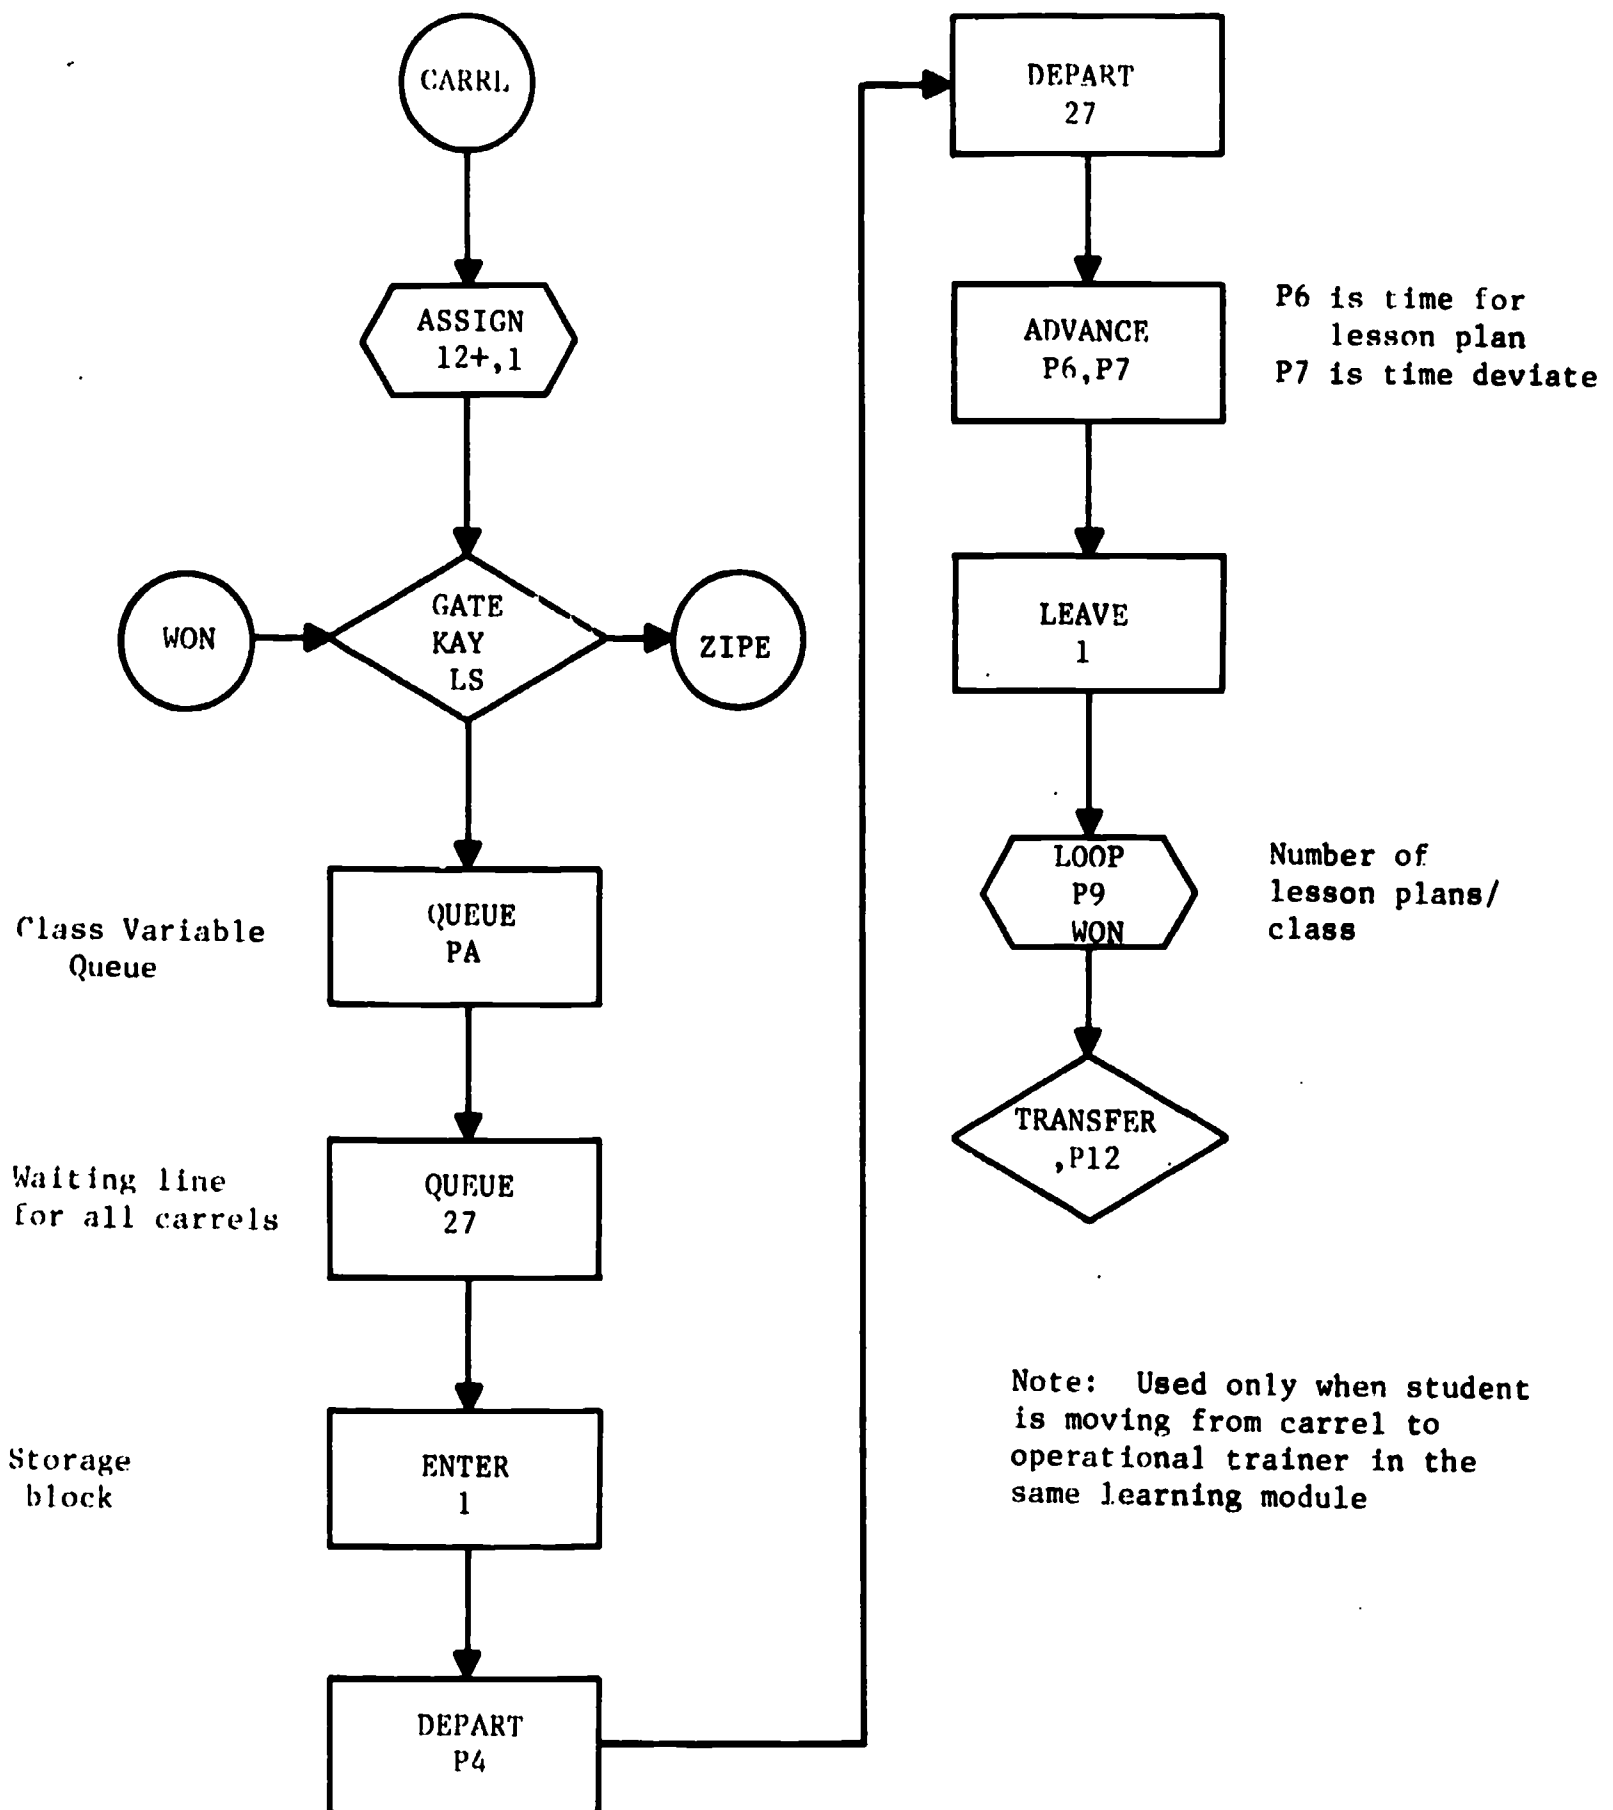 CARRL
ASSIGN
12+,1
WON
GATE
KAY
LS
ZIPE
Class Variable
Queue
QUEUE
PA
Waiting line
for all carrels
QUEUE
27
Storage
block
ENTER
1
DEPART
P4
DEPART
27
ADVANCE
P6,P7
P6 is time for
lesson plan
P7 is time deviate
LEAVE
1
LOOP
P9
WON
Number of
lesson plans/
class
TRANSFER
,P12
Note: Used only when student
is moving from carrel to
operational trainer in the
same learning module